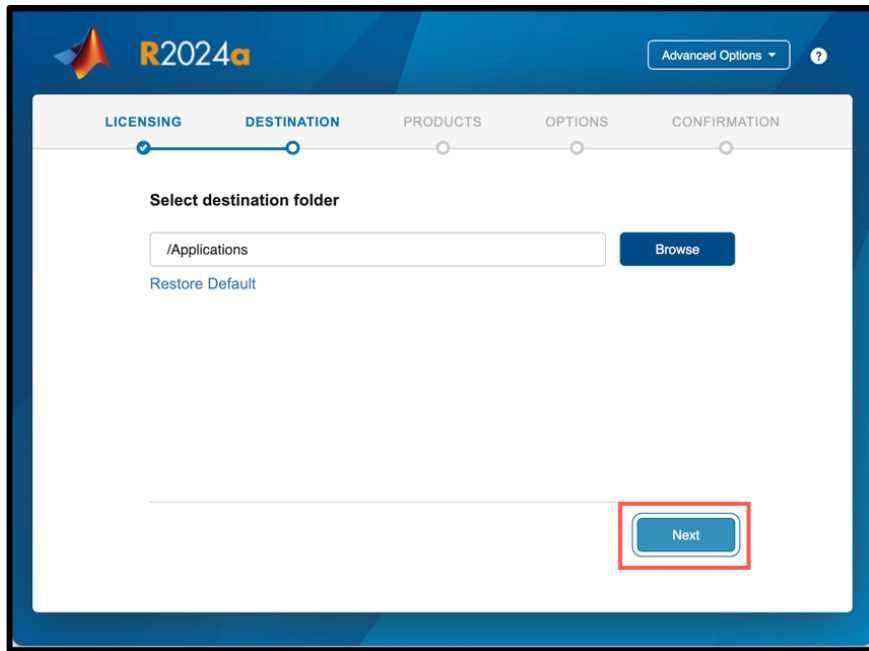 R2024a
Advanced Options
?
LICENSING DESTINATION PRODUCTS OPTIONS CONFIRMATION
Select destination folder
/Applications
Browse
Restore Default
Next